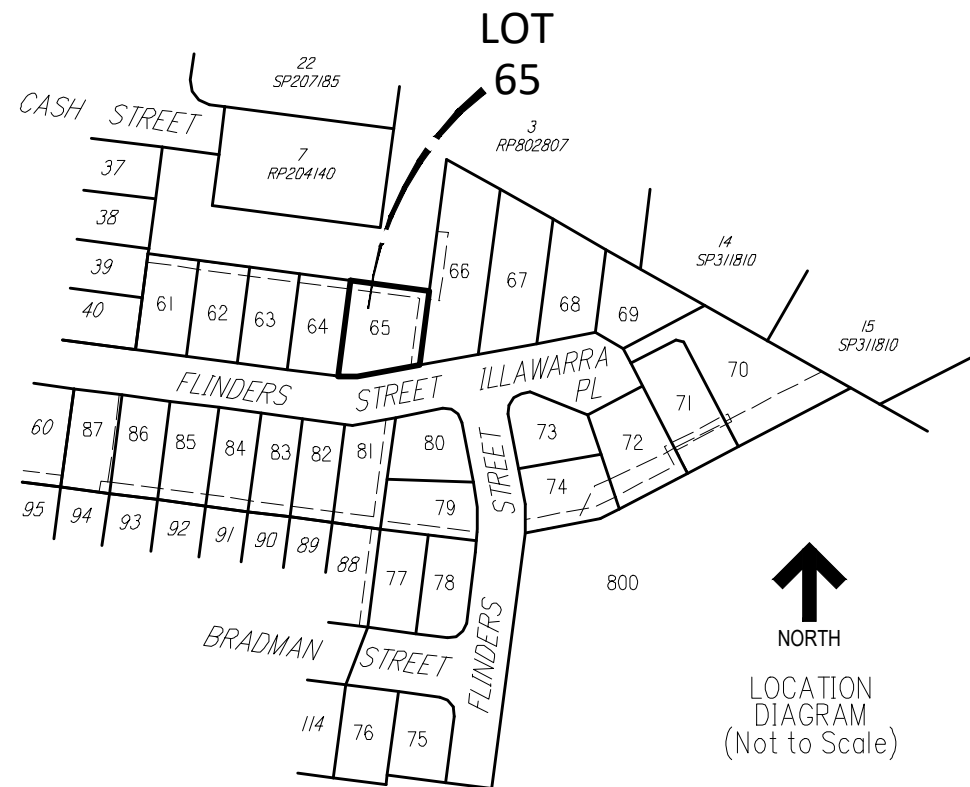 LOT
65
22
SP207185
CASH STREET
3
RP802807
7
RP204140
37
38
39
40
14
SP311810
15
SP311810
61
62
63
64
65
66
67
68
69
70
FLINDERS STREET
ILLAWARRA
PL
71
72
73
74
60
87
86
85
84
83
82
81
80
79
STREET
95
94
93
92
91
90
89
88
77
78
800
FLINDERS
BRADMAN STREET
114
76
75
NORTH
LOCATION
DIAGRAM
(Not to Scale)